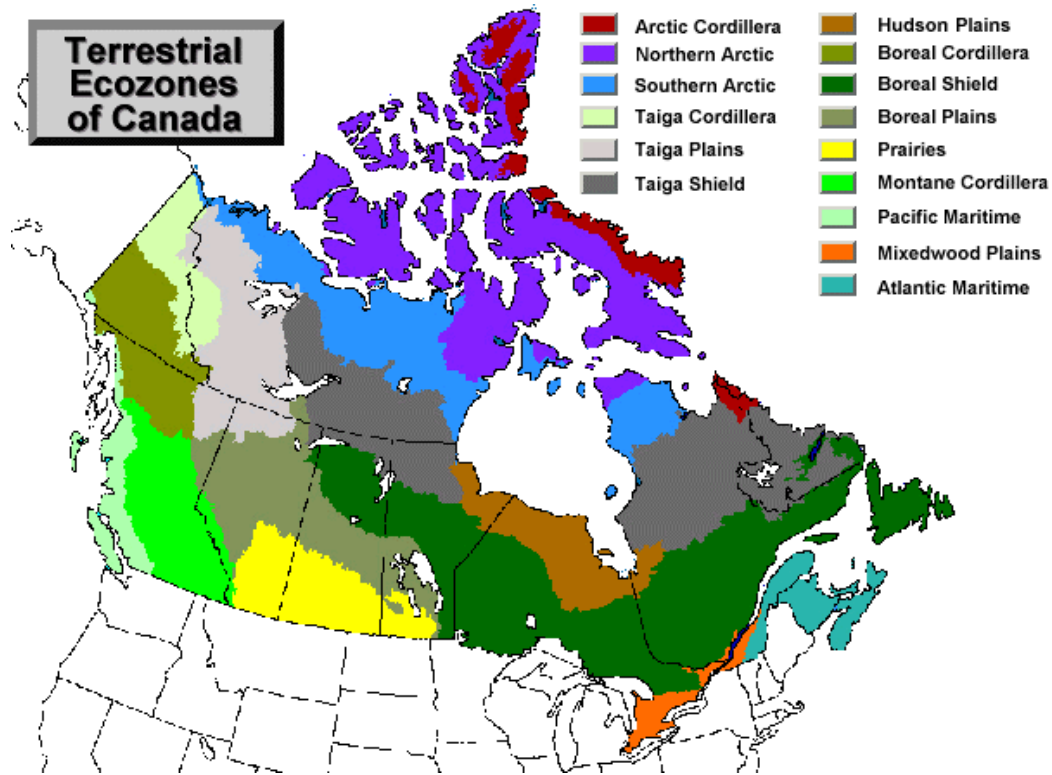 Terrestrial
Ecozones
of Canada
Arctic Cordillera
Northern Arctic
Southern Arctic
Taiga Cordillera
Taiga Plains
Taiga Shield
Hudson Plains
Boreal Cordillera
Boreal Shield
Boreal Plains
Prairies
Montane Cordillera
Pacific Maritime
Mixedwood Plains
Atlantic Maritime